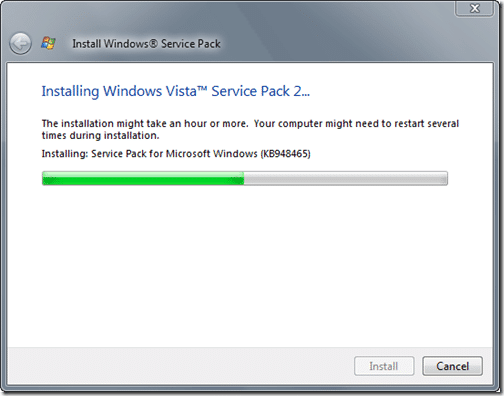 Install Windows® Service Pack
Installing Windows Vista™ Service Pack 2...
The installation might take an hour or more. Your computer might need to restart several
times during installation.
Installing: Service Pack for Microsoft Windows (KB948465)
Install
Cancel